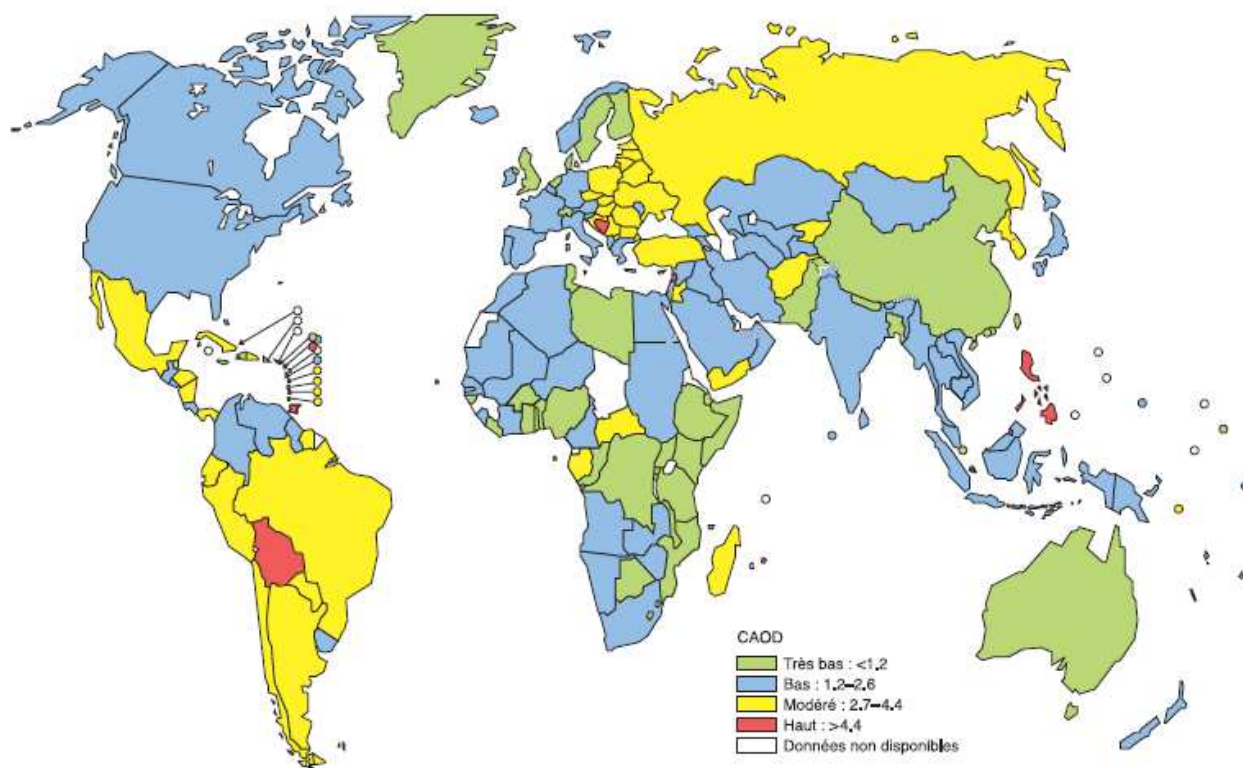 CAOD
Très bas : <1.2
Bas : 1.2–2.6
Modéré : 2.7–4.4
Haut : >4.4
Données non disponibles